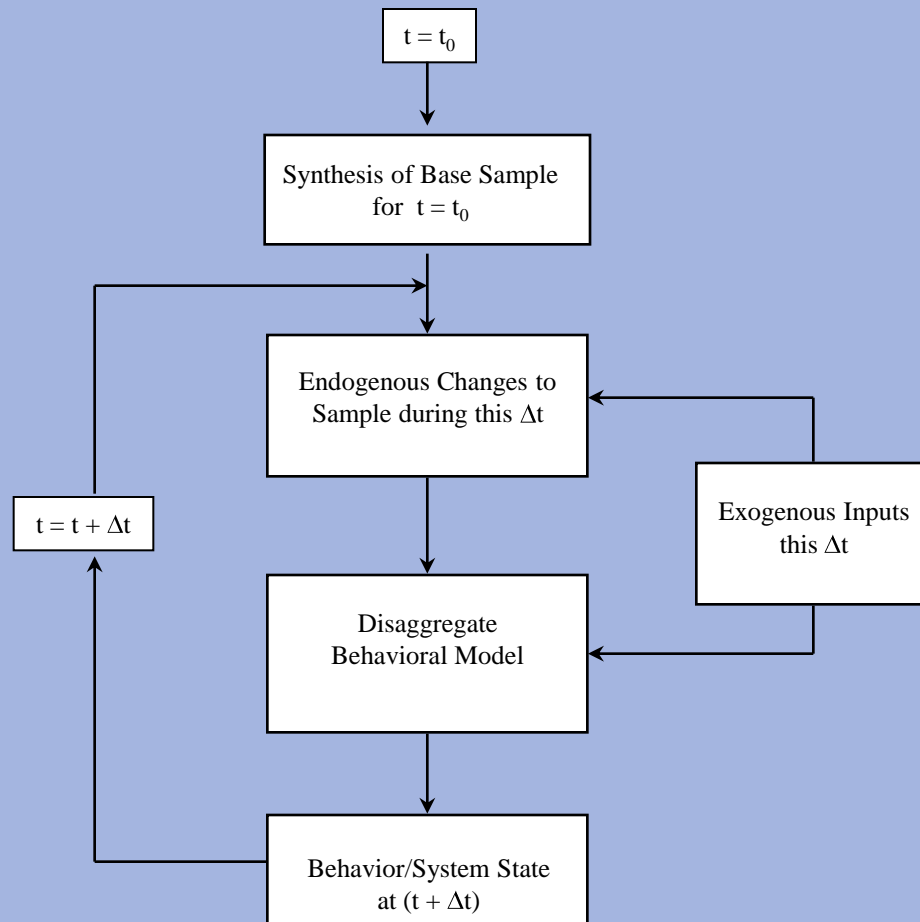 t = t₀
Synthesis of Base Sample
for t = t₀
Endogenous Changes to
Sample during this Δt
t = t + Δt
Exogenous Inputs
this Δt
Disaggregate
Behavioral Model
Behavior/System State
at (t + Δt)